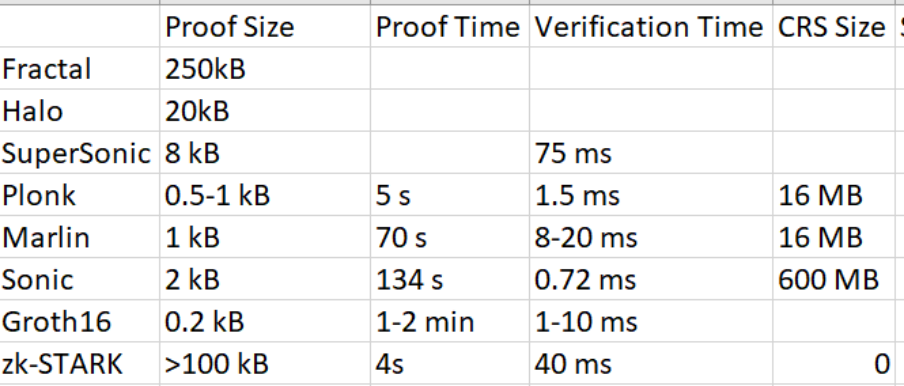 Proof Size Proof Time Verification Time CRS Size
Fractal 250kB
Halo 20kB
SuperSonic 8 kB 75 ms
Plonk 0.5-1 kB 5 s 1.5 ms 16 MB
Marlin 1 kB 70 s 8-20 ms 16 MB
Sonic 2 kB 134 s 0.72 ms 600 MB
Groth16 0.2 kB 1-2 min 1-10 ms
zk-STARK >100 kB 4s 40 ms 0